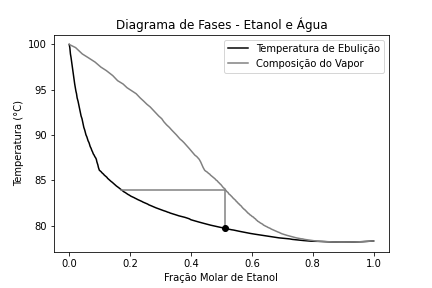 Diagrama de Fases - Etanol e Água
Temperatura de Ebulição
Composição do Vapor
Temperatura (°C)
100
95
90
85
80
0.0 0.2 0.4 0.6 0.8 1.0
Fração Molar de Etanol